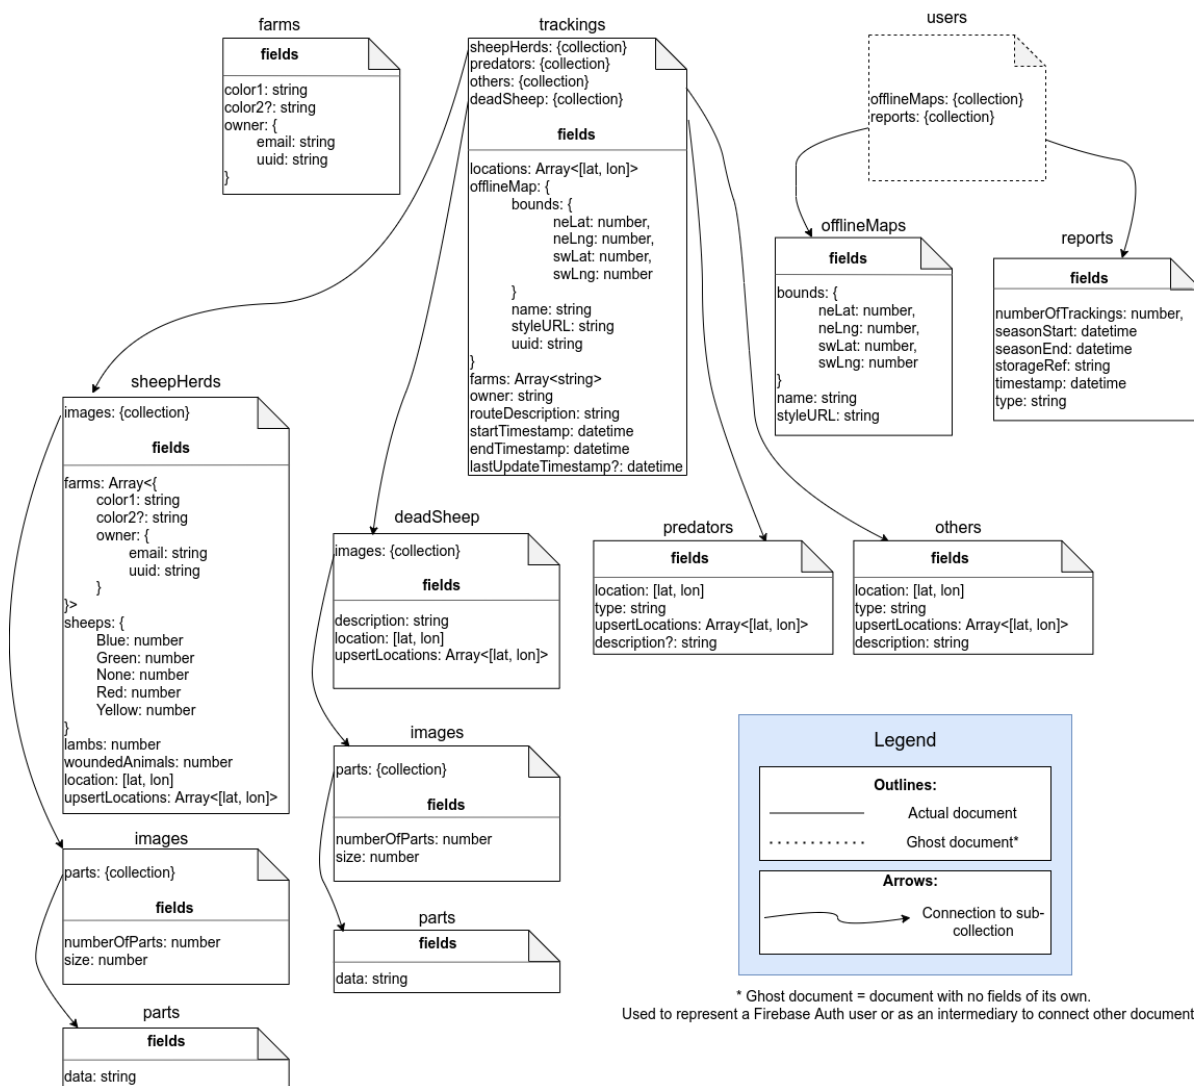 farms
fields
color1: string
color2?: string
owner: {
email: string
uuid: string
}
trackings
sheepHerds: {collection}
predators: {collection}
others: {collection}
deadSheep: {collection}
fields
locations: Array<[lat, lon]>
offlineMap: {
bounds: {
neLat: number,
neLng: number,
swLat: number,
swLng: number
}
name: string
styleURL: string
uuid: string
}
farms: Array<string>
owner: string
routeDescription: string
startTimestamp: datetime
endTimestamp: datetime
lastUpdateTimestamp?: datetime
users
offlineMaps: {collection}
reports: {collection}
offlineMaps
fields
bounds: {
neLat: number,
neLng: number,
swLat: number,
swLng: number
}
name: string
styleURL: string
reports
fields
numberOfTrackings: number,
seasonStart: datetime
seasonEnd: datetime
storageRef: string
timestamp: datetime
type: string
sheepHerds
images: {collection}
fields
farms: Array<{
color1: string
color2?: string
owner: {
email: string
uuid: string
}
}>
sheeps: {
Blue: number
Green: number
None: number
Red: number
Yellow: number
}
lambs: number
woundedAnimals: number
location: [lat, lon]
upsertLocations: Array<[lat, lon]>
deadSheep
images: {collection}
fields
description: string
location: [lat, lon]
upsertLocations: Array<[lat, lon]>
predators
fields
location: [lat, lon]
type: string
upsertLocations: Array<[lat, lon]>
description?: string
others
fields
location: [lat, lon]
type: string
upsertLocations: Array<[lat, lon]>
description: string
images
parts: {collection}
fields
numberOfParts: number
size: number
parts
fields
data: string
images
parts: {collection}
fields
numberOfParts: number
size: number
parts
fields
data: string
Legend
Outlines:
Actual document
Ghost document*
Arrows:
Connection to sub-
collection
* Ghost document = document with no fields of its own.
Used to represent a Firebase Auth user or as an intermediary to connect other document